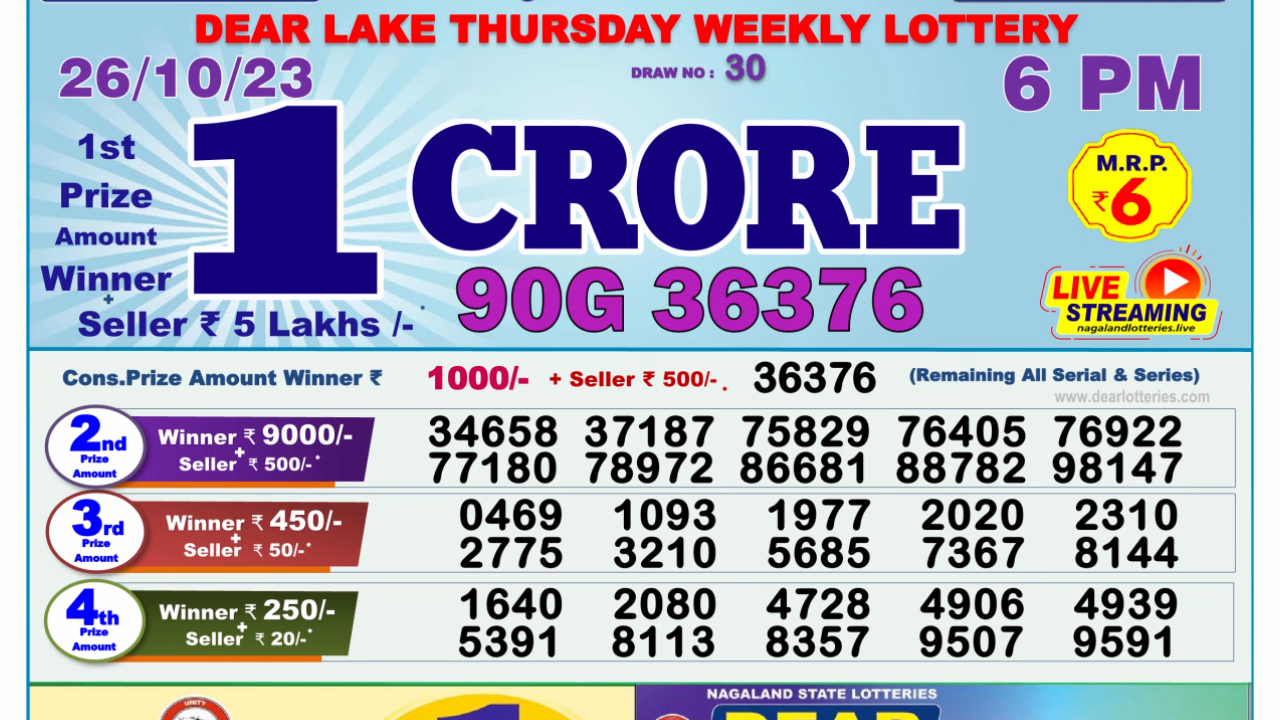 DEAR LAKE THURSDAY WEEKLY LOTTERY
26/10/23
DRAW NO : 30
6 PM
1st
Prize
Amount
Winner
+
Seller ₹ 5 Lakhs /-*
1 CRORE
90G 36376
M.R.P.
₹6
LIVE
STREAMING
nagalandlotteries.live
Cons.Prize Amount Winner ₹ 1000/- + Seller ₹ 500/- . 36376 (Remaining All Serial & Series)
www.dearlotteries.com
2nd
Prize
Amount
Winner ₹ 9000/-
+
Seller ₹ 500/-*
34658 37187 75829 76405 76922
77180 78972 86681 88782 98147
3rd
Prize
Amount
Winner ₹ 450/-
+
Seller ₹ 50/-*
0469 1093 1977 2020 2310
2775 3210 5685 7367 8144
4th
Prize
Amount
Winner ₹ 250/-
+
Seller ₹ 20/-*
1640 2080 4728 4906 4939
5391 8113 8357 9507 9591
UNITY
1
NAGALAND STATE LOTTERIES
DEAR